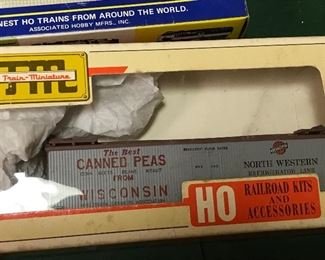 NEST HO TRAINS FROM AROUND THE WORLD.
ASSOCIATED HOBBY MFRS., INC.
Train-Miniature
TM
The Best
CANNED PEAS
FROM
WISCONSIN
NORTH WESTERN
REFRIGERATOR LINE
HO
RAILROAD KITS
AND
ACCESSORIES